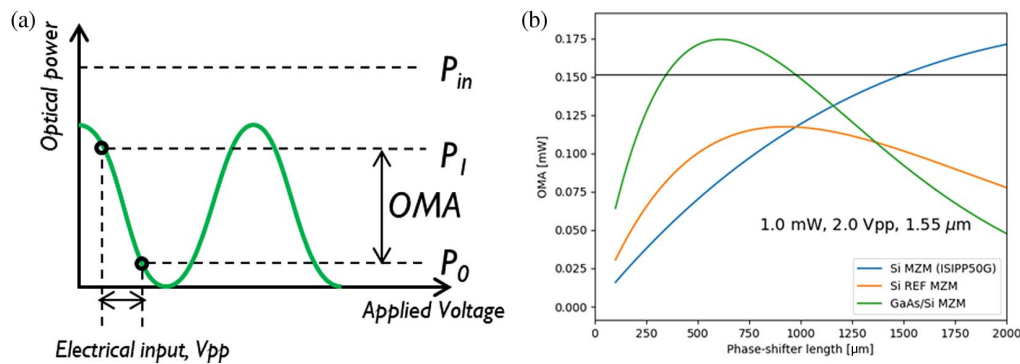 (a)
Optical power
Pin
P1
OMA
P0
Applied Voltage
Electrical input, Vpp
(b)
OMA [mW]
0.175
0.150
0.125
0.100
0.075
0.050
0.025
0.000
1.0 mW, 2.0 Vpp, 1.55 μm
Si MZM (ISIPP50G)
Si REF MZM
GaAs/Si MZM
0 250 500 750 1000 1250 1500 1750 2000
Phase-shifter length [μm]